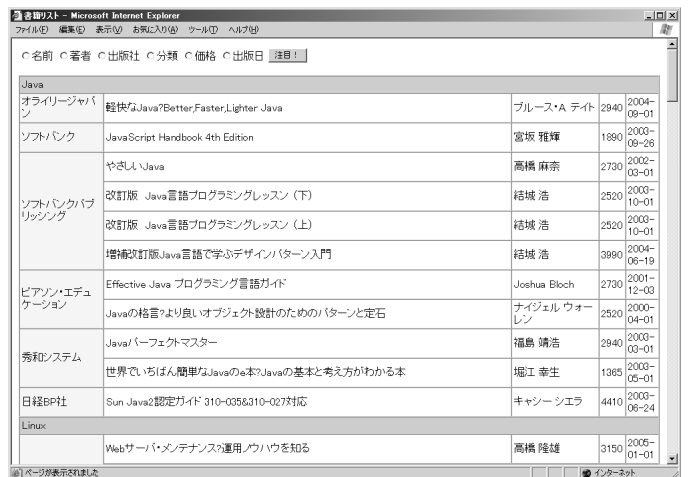 書籍リスト - Microsoft Internet Explorer
ファイル(F) 編集(E) 表示(V) お気に入り(A) ツール(T) ヘルプ(H)
名前 著者 出版社 分類 価格 出版日 注目!
Java
オライリージャパン 軽快なJava?Better,Faster,Lighter Java ブルース・A テイト 2940 2004-09-01
ソフトバンク JavaScript Handbook 4th Edition 宮坂 雅輝 1890 2003-09-26
ソフトバンクパブリッシング やさしいJava 高橋 麻奈 2730 2002-03-01
改訂版 Java言語プログラミングレッスン (下) 結城 浩 2520 2003-10-01
改訂版 Java言語プログラミングレッスン (上) 結城 浩 2520 2003-10-01
増補改訂版Java言語で学ぶデザインパターン入門 結城 浩 3990 2004-06-19
ピアソン・エデュケーション Effective Java プログラミング言語ガイド Joshua Bloch 2730 2001-12-03
Javaの格言?より良いオブジェクト設計のためのパターンと定石 ナイジェル ウォーレン 2520 2000-04-01
秀和システム Javaパーフェクトマスター 福島 靖浩 2940 2003-03-01
世界でいちばん簡単なJavaのe本?Javaの基本と考え方がわかる本 堀江 幸生 1365 2003-05-01
日経BP社 Sun Java2認定ガイド 310-035&310-027対応 キャシー シエラ 4410 2003-06-24
Linux
Webサーバ・メンテナンス?運用ノウハウを知る 高橋 隆雄 3150 2005-01-01
ページが表示されました インターネット